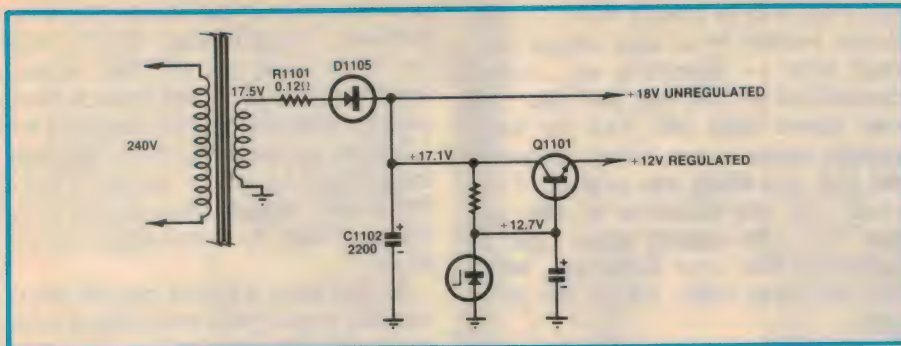 D1105
R1101
0.12Ω
17.5V
+18V UNREGULATED
Q1101
240V
+17.1V
+12V REGULATED
+12.7V
C1102
2200
+
-
+
-